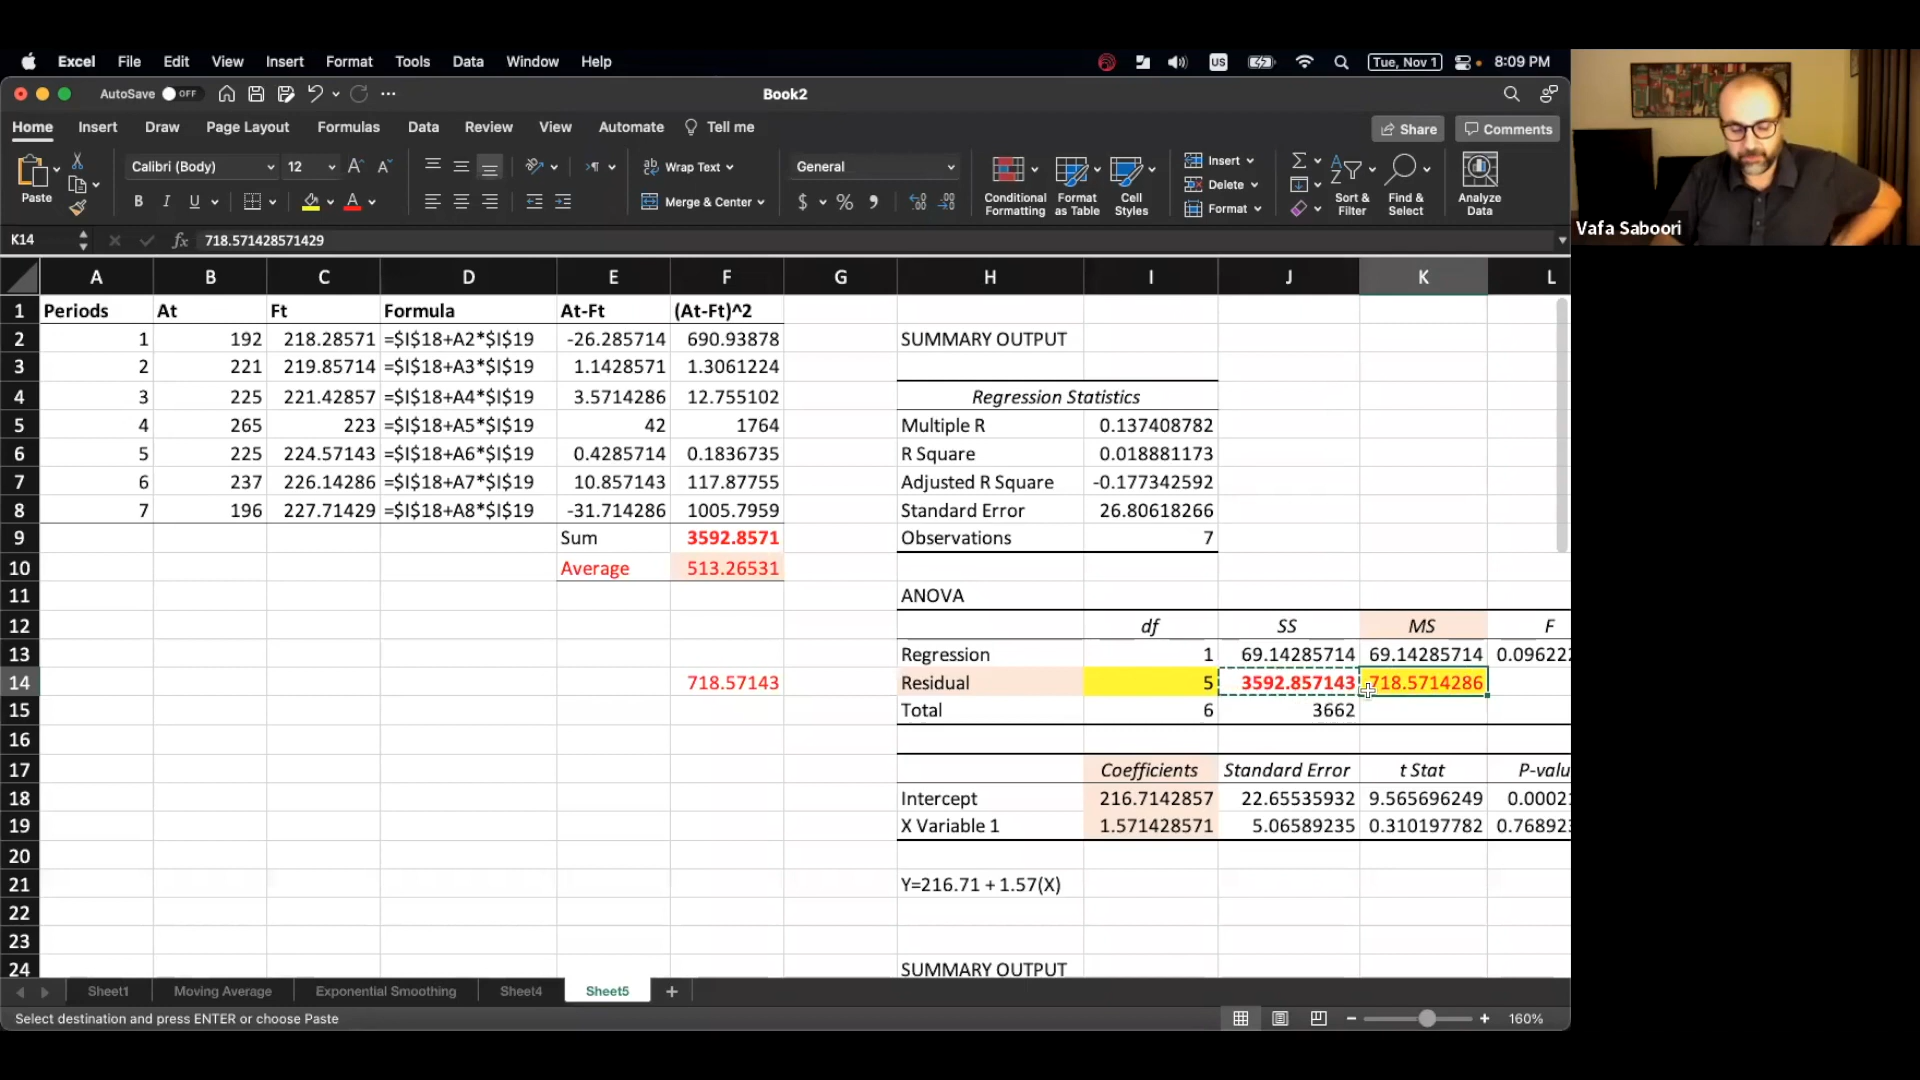 Excel File Edit View Insert Format Tools Data Window Help US Tue, Nov 1 8:09 PM
AutoSave OFF Book2
Home Insert Draw Page Layout Formulas Data Review View Automate Tell me Share Comments
Paste Calibri (Body) 12 Wrap Text General Conditional Formatting Format as Table Cell Styles Insert Sort & Filter Find & Select Analyze Data
Delete
B I U Merge & Center $ % Format
K14 fx 718.571428571429
A B C D E F G H I J K L
1 Periods At Ft Formula At-Ft (At-Ft)^2
2 1 192 218.28571 =$I$18+A2*$I$19 -26.285714 690.93878 SUMMARY OUTPUT
3 2 221 219.85714 =$I$18+A3*$I$19 1.1428571 1.3061224
4 3 225 221.42857 =$I$18+A4*$I$19 3.5714286 12.755102 Regression Statistics
5 4 265 223 =$I$18+A5*$I$19 42 1764 Multiple R 0.137408782
6 5 225 224.57143 =$I$18+A6*$I$19 0.4285714 0.1836735 R Square 0.018881173
7 6 237 226.14286 =$I$18+A7*$I$19 10.857143 117.87755 Adjusted R Square -0.177342592
8 7 196 227.71429 =$I$18+A8*$I$19 -31.714286 1005.7959 Standard Error 26.80618266
9 Sum 3592.8571 Observations 7
10 Average 513.26531
11 ANOVA
12 df SS MS F
13 Regression 1 69.14285714 69.14285714 0.096222
14 718.57143 Residual 5 3592.857143 718.5714286
15 Total 6 3662
16
17 Coefficients Standard Error t Stat P-valu
18 Intercept 216.7142857 22.65535932 9.565696249 0.00021
19 X Variable 1 1.571428571 5.06589235 0.310197782 0.768923
20
21 Y=216.71 + 1.57(X)
22
23
24 SUMMARY OUTPUT
Sheet1 Moving Average Exponential Smoothing Sheet4 Sheet5 +
Select destination and press ENTER or choose Paste 160%
Vafa Saboori